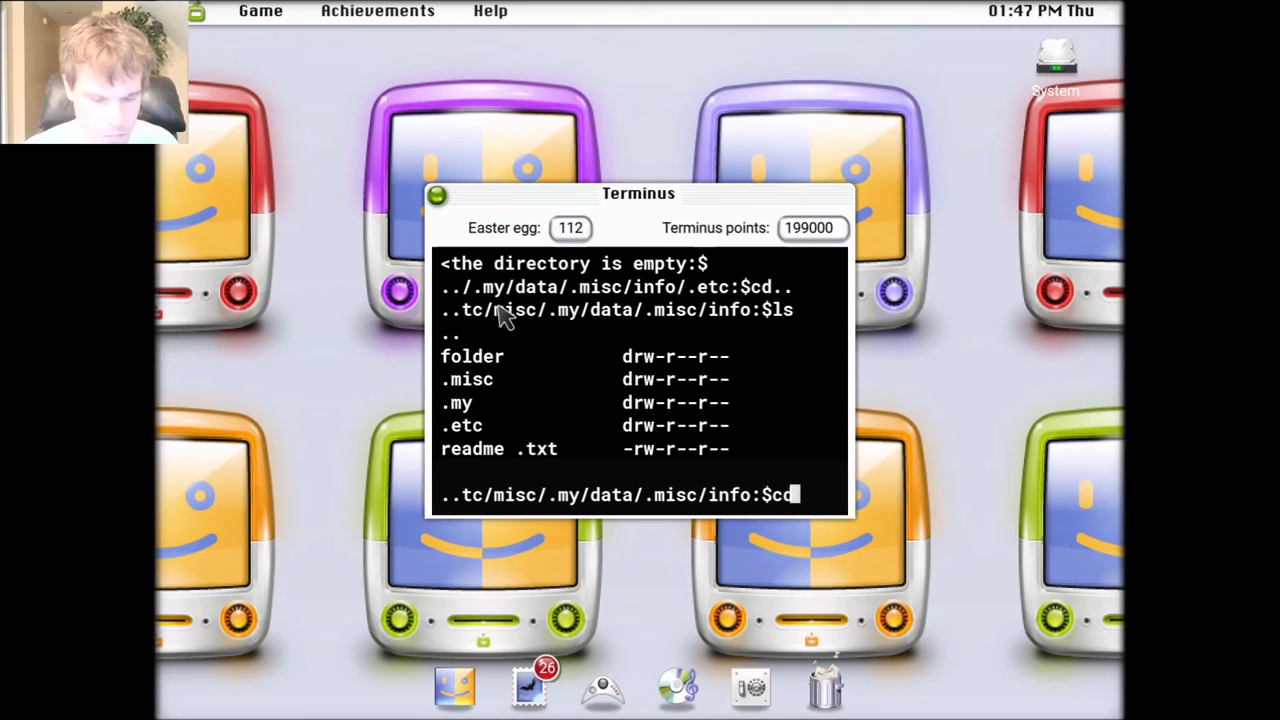 Game Achievements Help 01:47 PM Thu
System
Terminus
Easter egg: 112 Terminus points: 199000
<the directory is empty:$
../.my/data/.misc/info/.etc:$cd..
..tc/misc/.my/data/.misc/info:$ls
..
folder drw-r--r--
.misc drw-r--r--
.my drw-r--r--
.etc drw-r--r--
readme .txt -rw-r--r--
..tc/misc/.my/data/.misc/info:$cd
26